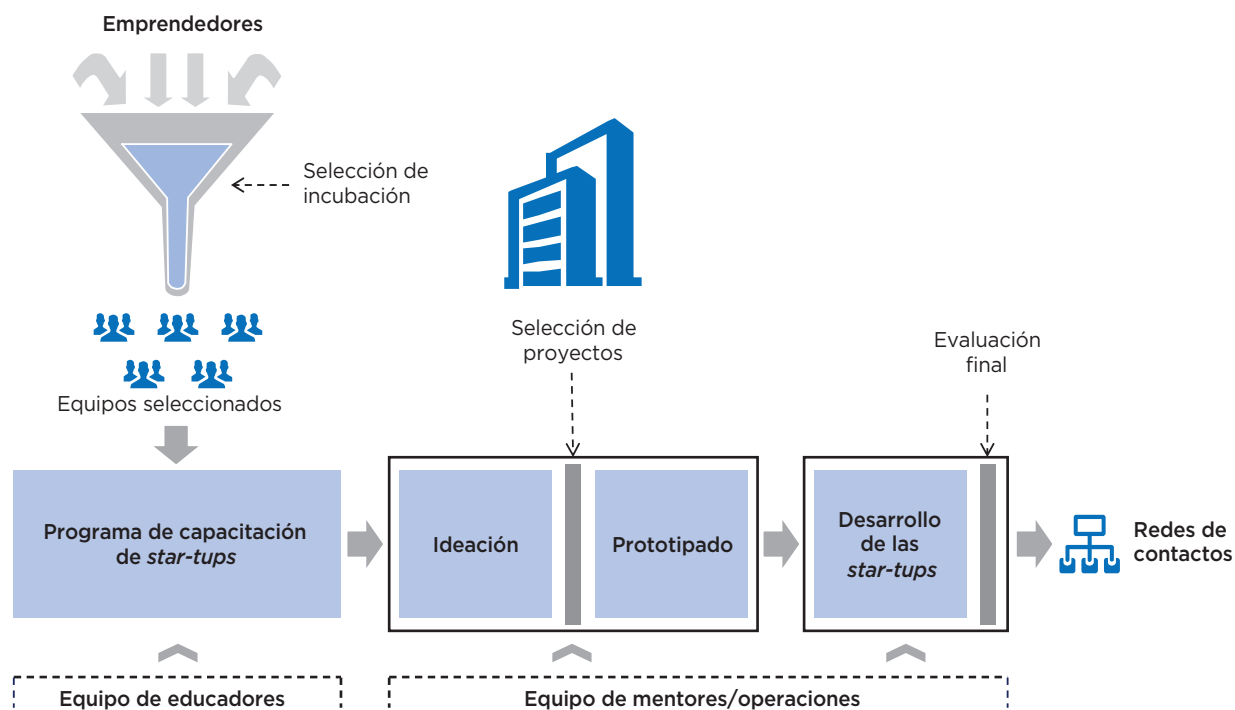 Emprendedores
Selección de
incubación
Equipos seleccionados
Selección de
proyectos
Evaluación
final
Programa de capacitación
de star-tups
Ideación
Prototipado
Desarrollo
de las
star-tups
Redes de
contactos
Equipo de educadores
Equipo de mentores/operaciones